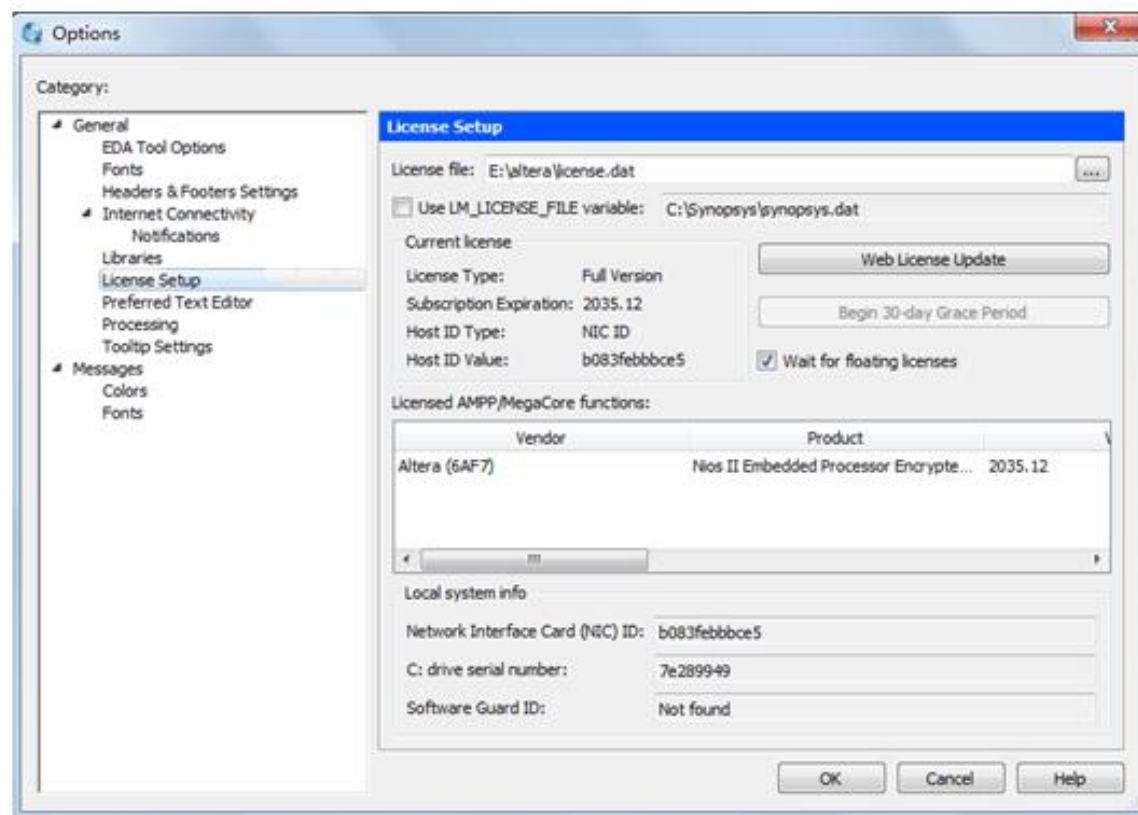 Options
Category:
General
EDA Tool Options
Fonts
Headers & Footers Settings
Internet Connectivity
Notifications
Libraries
License Setup
Preferred Text Editor
Processing
Tooltip Settings
Messages
Colors
Fonts
License Setup
License file: E:\altera\license.dat ...
Use LM_LICENSE_FILE variable: C:\Synopsys\synopsys.dat
Current license
License Type: Full Version
Subscription Expiration: 2035.12
Host ID Type: NIC ID
Host ID Value: b083febbbce5
Web License Update
Begin 30-day Grace Period
Wait for floating licenses
Licensed AMPP/MegaCore functions:
Vendor Product
Altera (6AF7) Nios II Embedded Processor Encrypte... 2035.12
Local system info
Network Interface Card (NIC) ID: b083febbbce5
C: drive serial number: 7e289949
Software Guard ID: Not found
OK Cancel Help